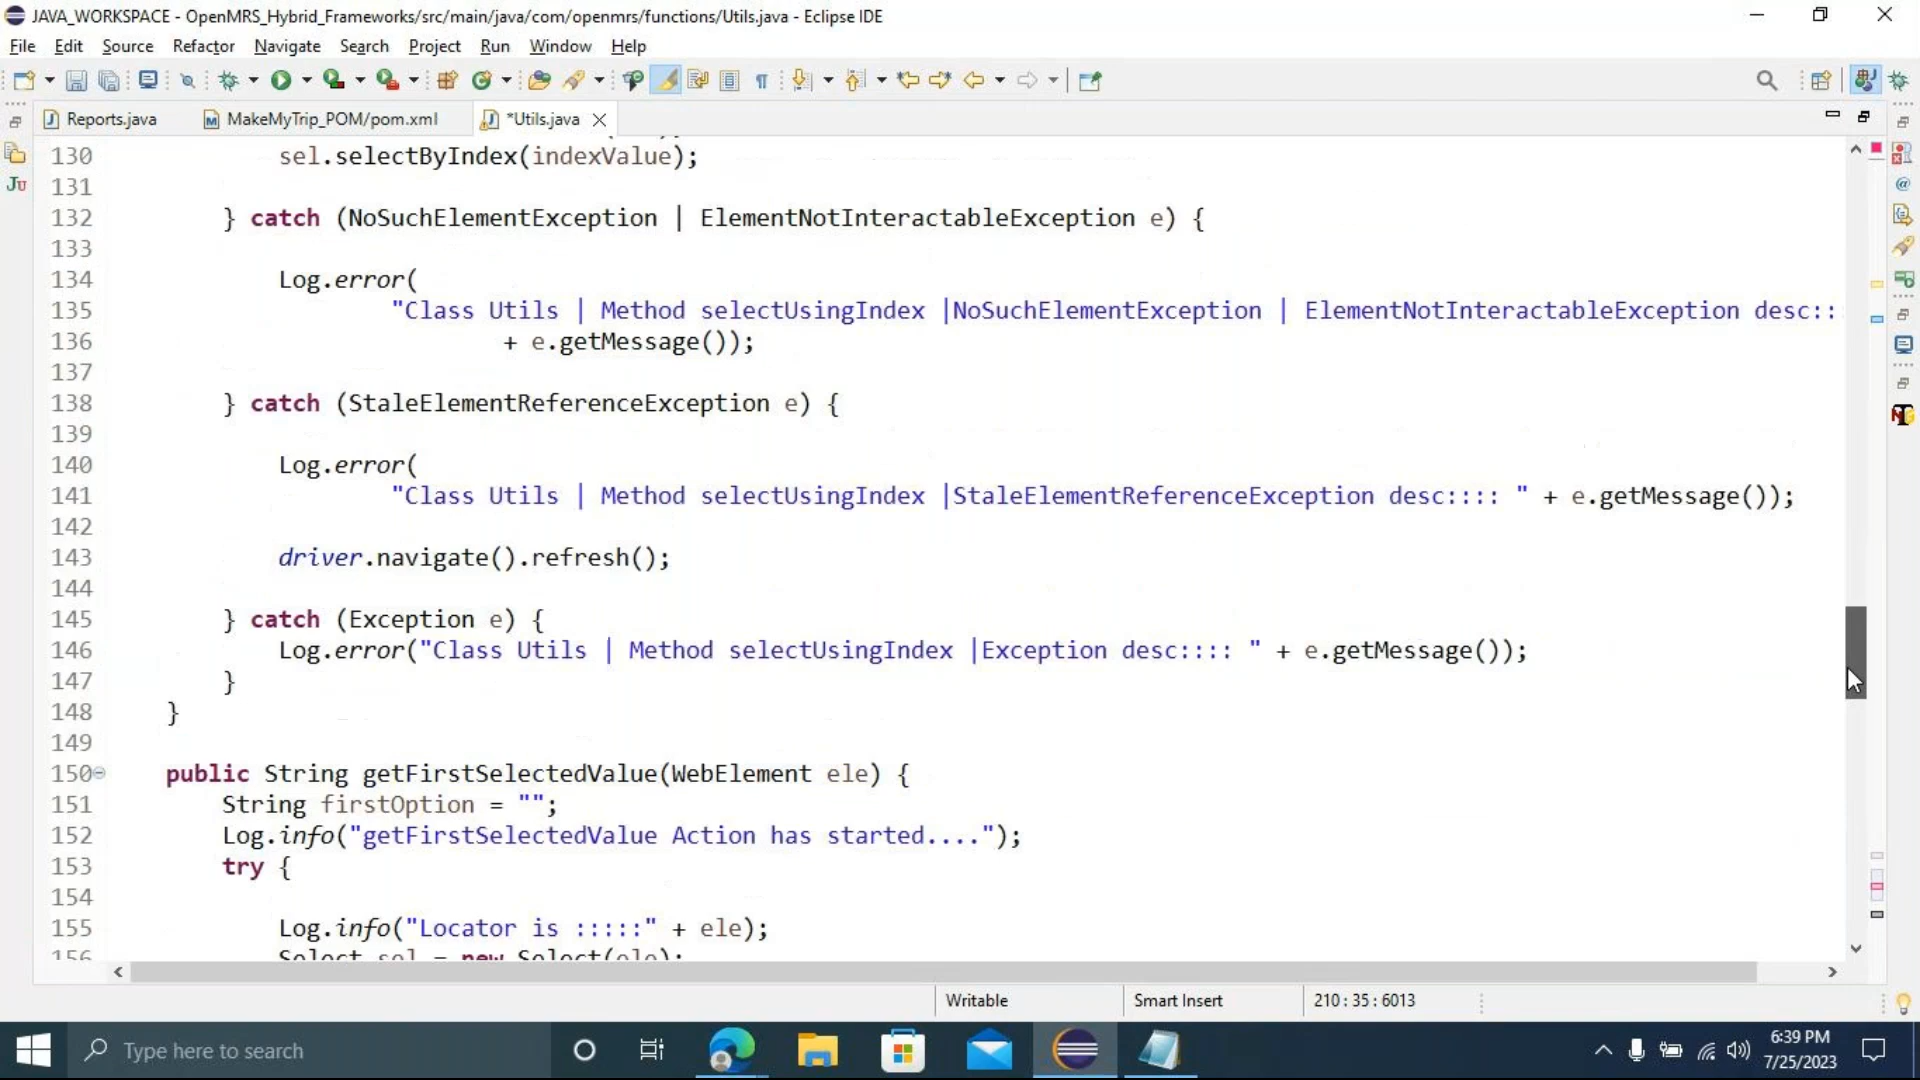 JAVA_WORKSPACE - OpenMRS_Hybrid_Frameworks/src/main/java/com/openmrs/functions/Utils.java - Eclipse IDE
File Edit Source Refactor Navigate Search Project Run Window Help
Reports.java MakeMyTrip_POM/pom.xml *Utils.java
130 sel.selectByIndex(indexValue);
131
132 } catch (NoSuchElementException | ElementNotInteractableException e) {
133
134 Log.error(
135 "Class Utils | Method selectUsingIndex |NoSuchElementException | ElementNotInteractableException desc::
136 + e.getMessage());
137
138 } catch (StaleElementReferenceException e) {
139
140 Log.error(
141 "Class Utils | Method selectUsingIndex |StaleElementReferenceException desc:::: " + e.getMessage());
142
143 driver.navigate().refresh();
144
145 } catch (Exception e) {
146 Log.error("Class Utils | Method selectUsingIndex |Exception desc:::: " + e.getMessage());
147 }
148 }
149
150 public String getFirstSelectedValue(WebElement ele) {
151 String firstOption = "";
152 Log.info("getFirstSelectedValue Action has started....");
153 try {
154
155 Log.info("Locator is :::::" + ele);
156 Select sel = new Select(ele);
Writable Smart Insert 210 : 35 : 6013
Type here to search
6:39 PM
7/25/2023